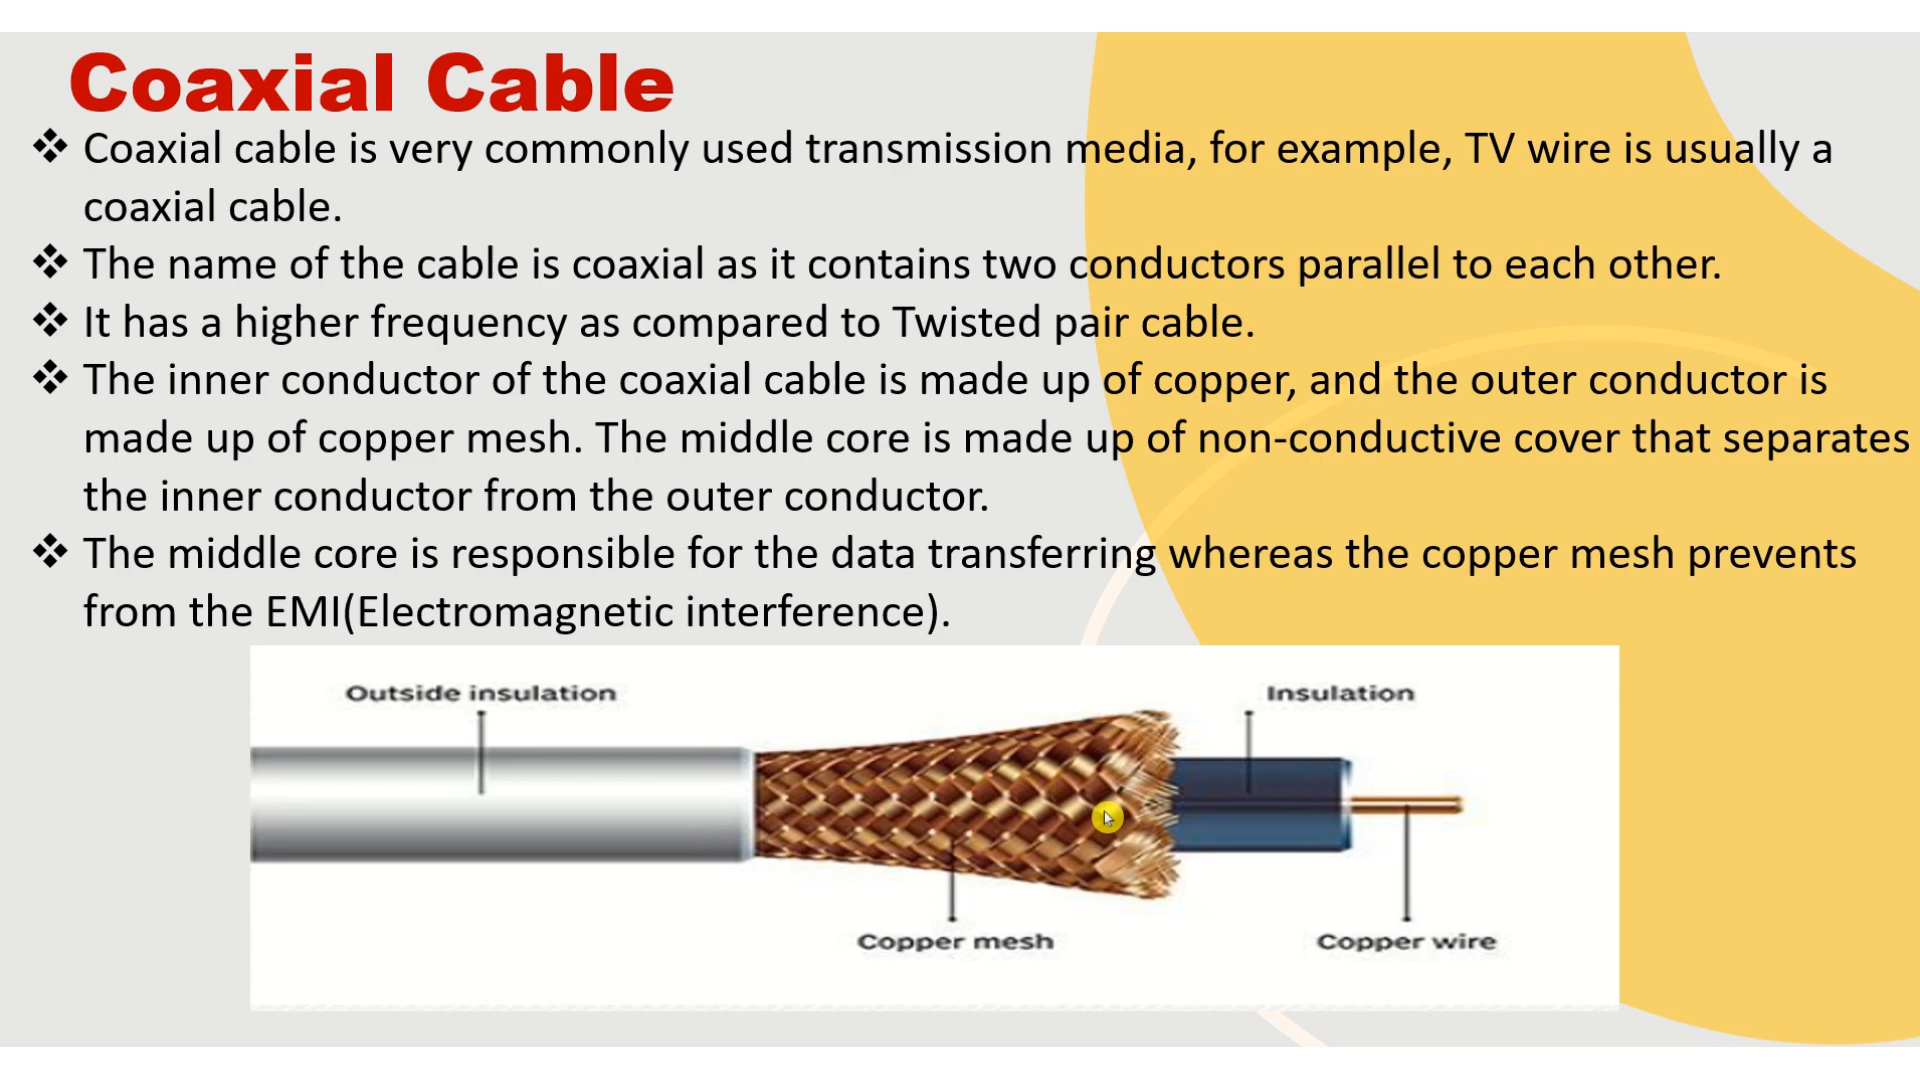 Coaxial Cable
❖ Coaxial cable is very commonly used transmission media, for example, TV wire is usually a
coaxial cable.
❖ The name of the cable is coaxial as it contains two conductors parallel to each other.
❖ It has a higher frequency as compared to Twisted pair cable.
❖ The inner conductor of the coaxial cable is made up of copper, and the outer conductor is
made up of copper mesh. The middle core is made up of non-conductive cover that separates
the inner conductor from the outer conductor.
❖ The middle core is responsible for the data transferring whereas the copper mesh prevents
from the EMI(Electromagnetic interference).
Outside insulation
Insulation
Copper mesh
Copper wire